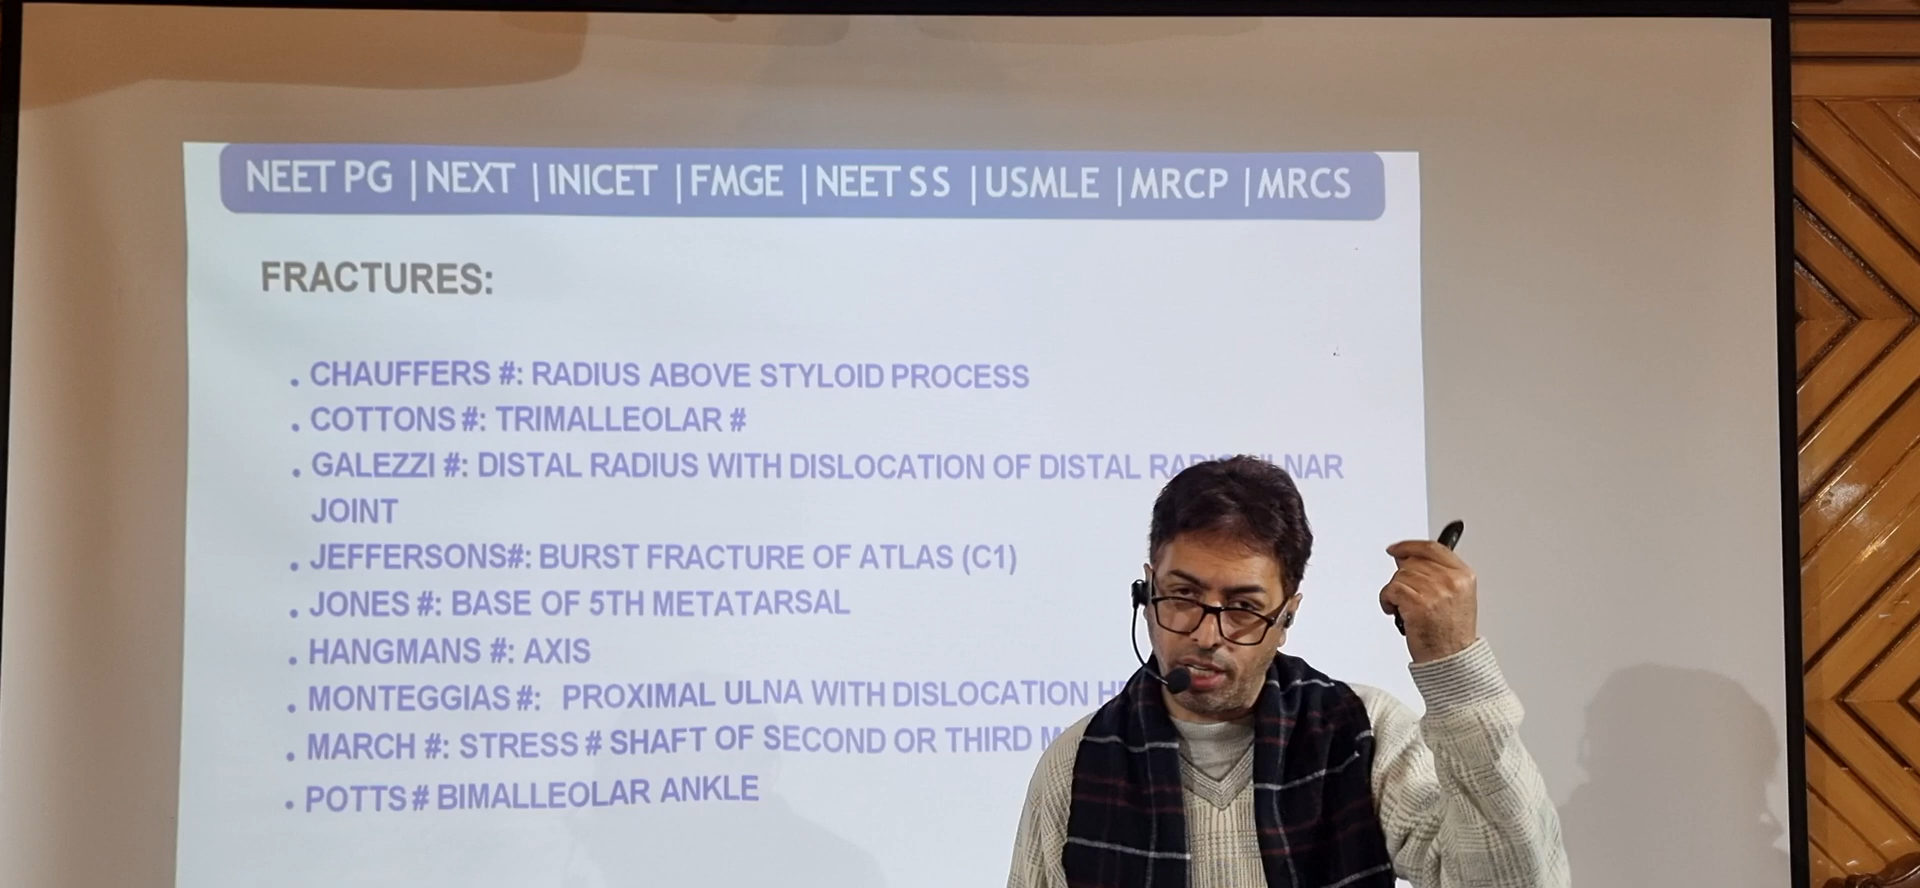 NEET PG | NEXT | INICET | FMGE | NEET SS | USMLE | MRCP | MRCS
FRACTURES:
. CHAUFFERS #: RADIUS ABOVE STYLOID PROCESS
. COTTONS #: TRIMALLEOLAR #
. GALEZZI #: DISTAL RADIUS WITH DISLOCATION OF DISTAL
JOINT
. JEFFERSONS#: BURST FRACTURE OF ATLAS (C1)
. JONES #: BASE OF 5TH METATARSAL
. HANGMANS #: AXIS
. MONTEGGIAS #: PROXIMAL ULNA WITH DISLOCATION
. MARCH #: STRESS # SHAFT OF SECOND OR THIRD
. POTTS # BIMALLEOLAR ANKLE